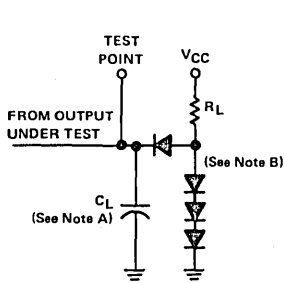 TEST
POINT
VCC
RL
FROM OUTPUT
UNDER TEST
(See Note B)
CL
(See Note A)